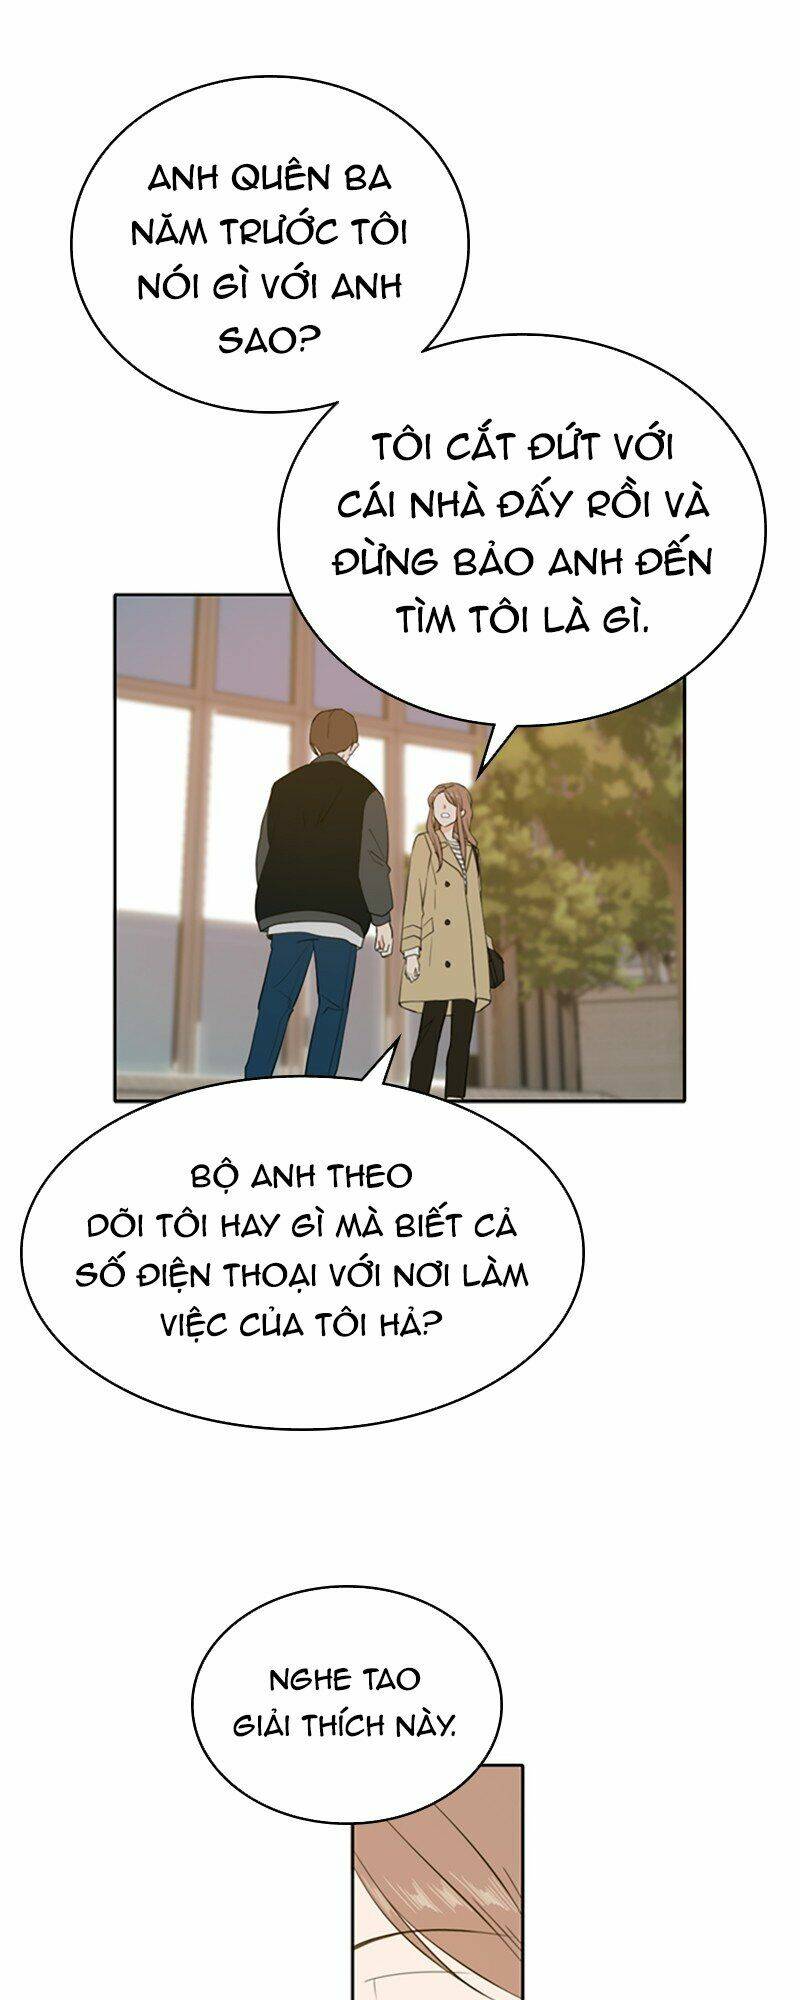 ANH QUÊN BA
NĂM TRƯỚC TÔI
NÓI GÌ VỚI ANH
SAO?
TÔI CẮT ĐỨT VỚI
CÁI NHÀ ĐẤY RỒI VÀ
ĐỪNG BẢO ANH ĐẾN
TÌM TÔI LÀ GÌ.
BỘ ANH THEO
DÕI TÔI HAY GÌ MÀ BIẾT CẢ
SỐ ĐIỆN THOẠI VỚI NƠI LÀM
VIỆC CỦA TÔI HẢ?
NGHE TAO
GIẢI THÍCH NÀY.